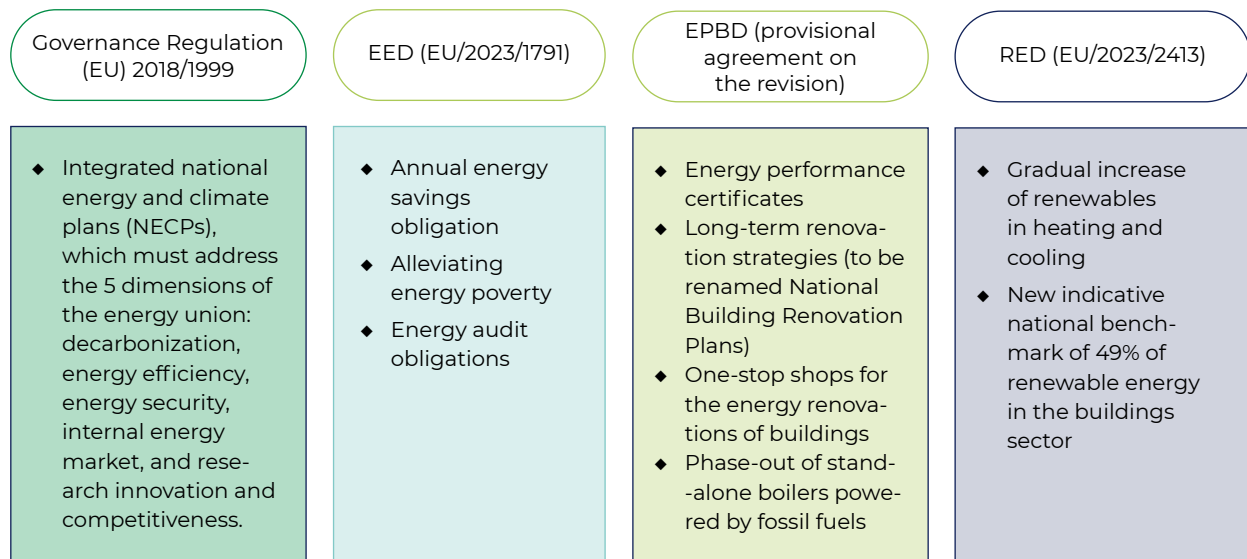 Governance Regulation
(EU) 2018/1999
◆ Integrated national
energy and climate
plans (NECPs),
which must address
the 5 dimensions of
the energy union:
decarbonization,
energy efficiency,
energy security,
internal energy
market, and rese-
arch innovation and
competitiveness.
EED (EU/2023/1791)
◆ Annual energy
savings
obligation
◆ Alleviating
energy poverty
◆ Energy audit
obligations
EPBD (provisional
agreement on
the revision)
◆ Energy performance
certificates
◆ Long-term renova-
tion strategies (to be
renamed National
Building Renovation
Plans)
◆ One-stop shops for
the energy renova-
tions of buildings
◆ Phase-out of stand-
-alone boilers powe-
red by fossil fuels
RED (EU/2023/2413)
◆ Gradual increase
of renewables
in heating and
cooling
◆ New indicative
national bench-
mark of 49% of
renewable energy
in the buildings
sector